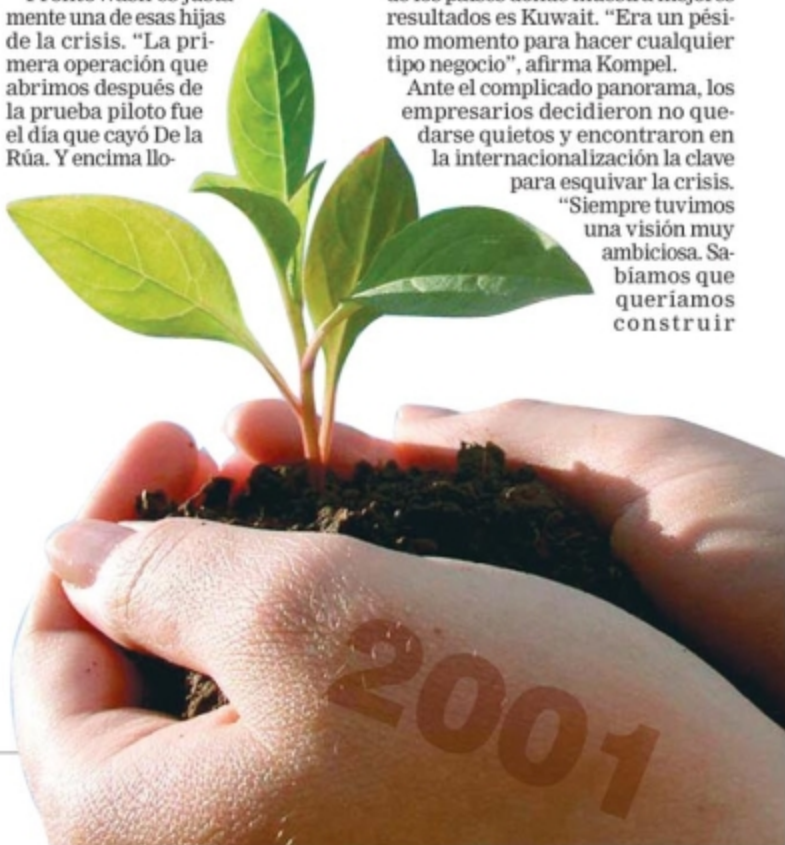 mente una de esas hijas
de la crisis. “La pri-
mera operación que
abrimos después de
la prueba piloto fue
el día que cayó De la
Rúa. Y encima llo-
resultados es Kuwait. “Era un pési-
mo momento para hacer cualquier
tipo negocio”, afirma Kompel.
Ante el complicado panorama, los
empresarios decidieron no que-
darse quietos y encontraron en
la internacionalización la clave
para esquivar la crisis.
“Siempre tuvimos
una visión muy
ambiciosa. Sa-
bíamos que
queríamos
construir
2001